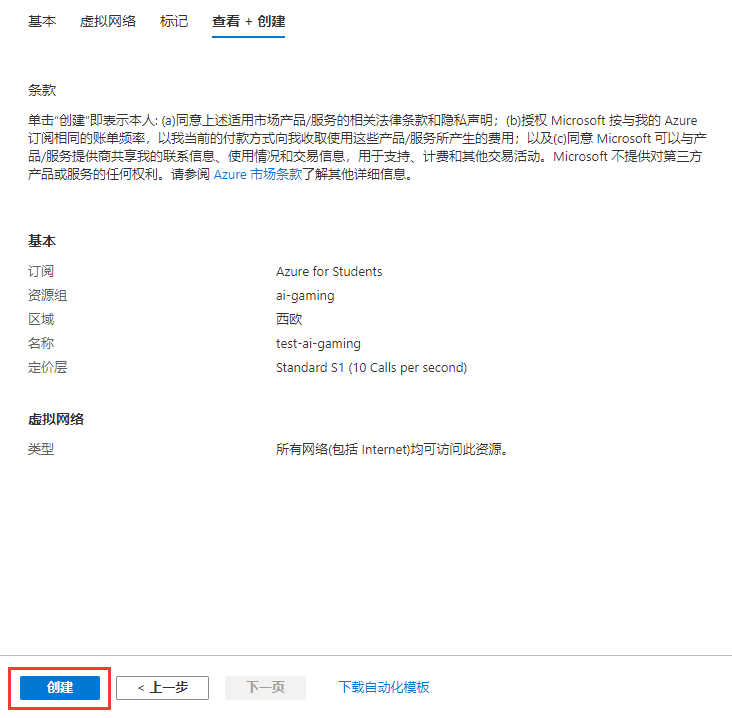 基本 虚拟网络 标记 查看 + 创建
条款
单击“创建”即表示本人: (a)同意上述适用市场产品/服务的相关法律条款和隐私声明；(b)授权 Microsoft 按与我的 Azure
订阅相同的账单频率，以我当前的付款方式向我收取使用这些产品/服务所产生的费用；以及(c)同意 Microsoft 可以与产
品/服务提供商共享我的联系信息、使用情况和交易信息，用于支持、计费和其他交易活动。Microsoft 不提供对第三方
产品或服务的任何权利。请参阅 Azure 市场条款了解其他详细信息。
基本
订阅 Azure for Students
资源组 ai-gaming
区域 西欧
名称 test-ai-gaming
定价层 Standard S1 (10 Calls per second)
虚拟网络
类型 所有网络(包括 Internet)均可访问此资源。
创建 < 上一步 下一页 下载自动化模板